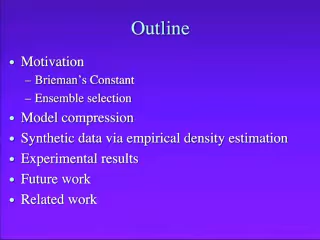 Outline
• Motivation
– Brieman's Constant
– Ensemble selection
• Model compression
• Synthetic data via empirical density estimation
• Experimental results
• Future work
• Related work